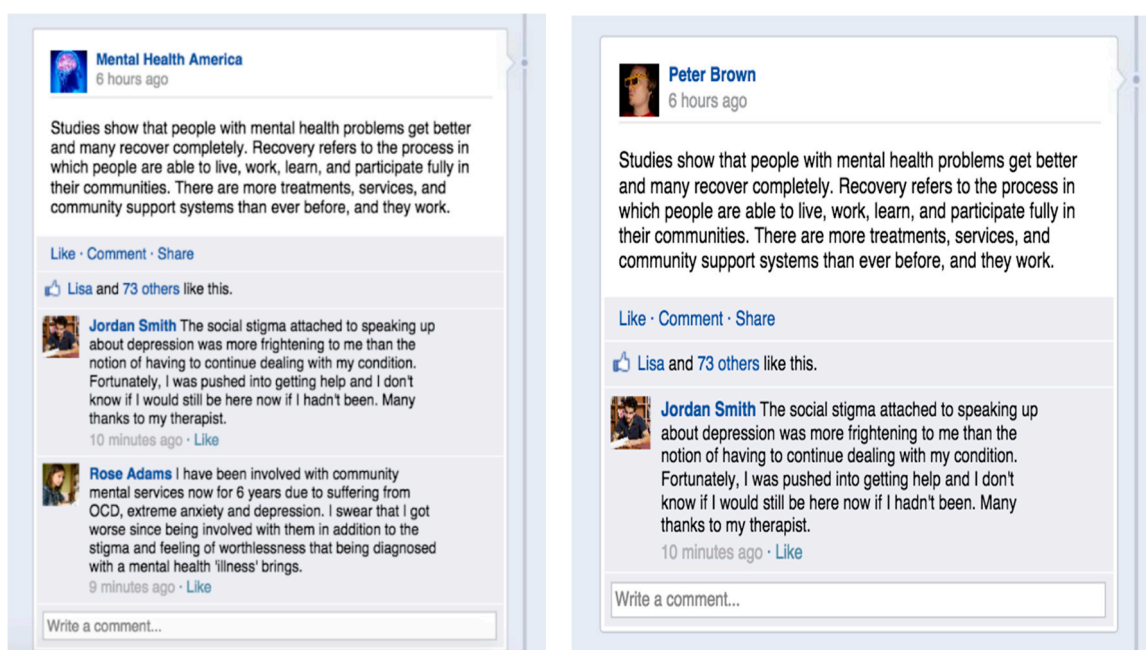 Mental Health America
6 hours ago
Studies show that people with mental health problems get better
and many recover completely. Recovery refers to the process in
which people are able to live, work, learn, and participate fully in
their communities. There are more treatments, services, and
community support systems than ever before, and they work.
Like · Comment · Share
Lisa and 73 others like this.
Jordan Smith The social stigma attached to speaking up
about depression was more frightening to me than the
notion of having to continue dealing with my condition.
Fortunately, I was pushed into getting help and I don't
know if I would still be here now if I hadn't been. Many
thanks to my therapist.
10 minutes ago · Like
Rose Adams I have been involved with community
mental services now for 6 years due to suffering from
OCD, extreme anxiety and depression. I swear that I got
worse since being involved with them in addition to the
stigma and feeling of worthlessness that being diagnosed
with a mental health 'illness' brings.
9 minutes ago · Like
Write a comment...
Peter Brown
6 hours ago
Studies show that people with mental health problems get better
and many recover completely. Recovery refers to the process in
which people are able to live, work, learn, and participate fully in
their communities. There are more treatments, services, and
community support systems than ever before, and they work.
Like · Comment · Share
Lisa and 73 others like this.
Jordan Smith The social stigma attached to speaking up
about depression was more frightening to me than the
notion of having to continue dealing with my condition.
Fortunately, I was pushed into getting help and I don't
know if I would still be here now if I hadn't been. Many
thanks to my therapist.
10 minutes ago · Like
Write a comment...